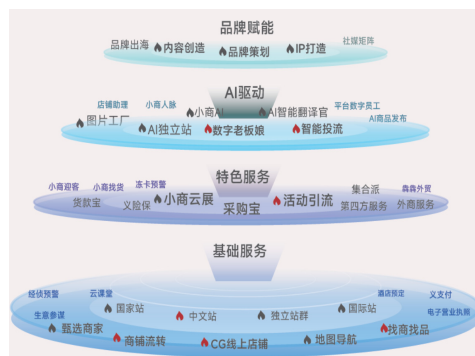 品牌赋能
品牌出海 内容创造 品牌策划 IP打造 社媒矩阵
AI驱动
店铺助理 小商人脉 小商AI AI智能翻译官 平台数字员工
图片工厂 AI独立站 数字老板娘 智能投流 AI商品发布
特色服务
小商迎客 小商找货 冻卡预警 小商云展 活动引流 集合派 犇犇外贸
货款宝 义险保 采购宝 第四方服务 外商服务
基础服务
经侦预警 云课堂 酒店预定 义支付
国家站 中文站 独立站群 国际站
生意参谋 电子营业执照
甄选商家 商铺流转 CG线上店铺 地图导航 找商找品